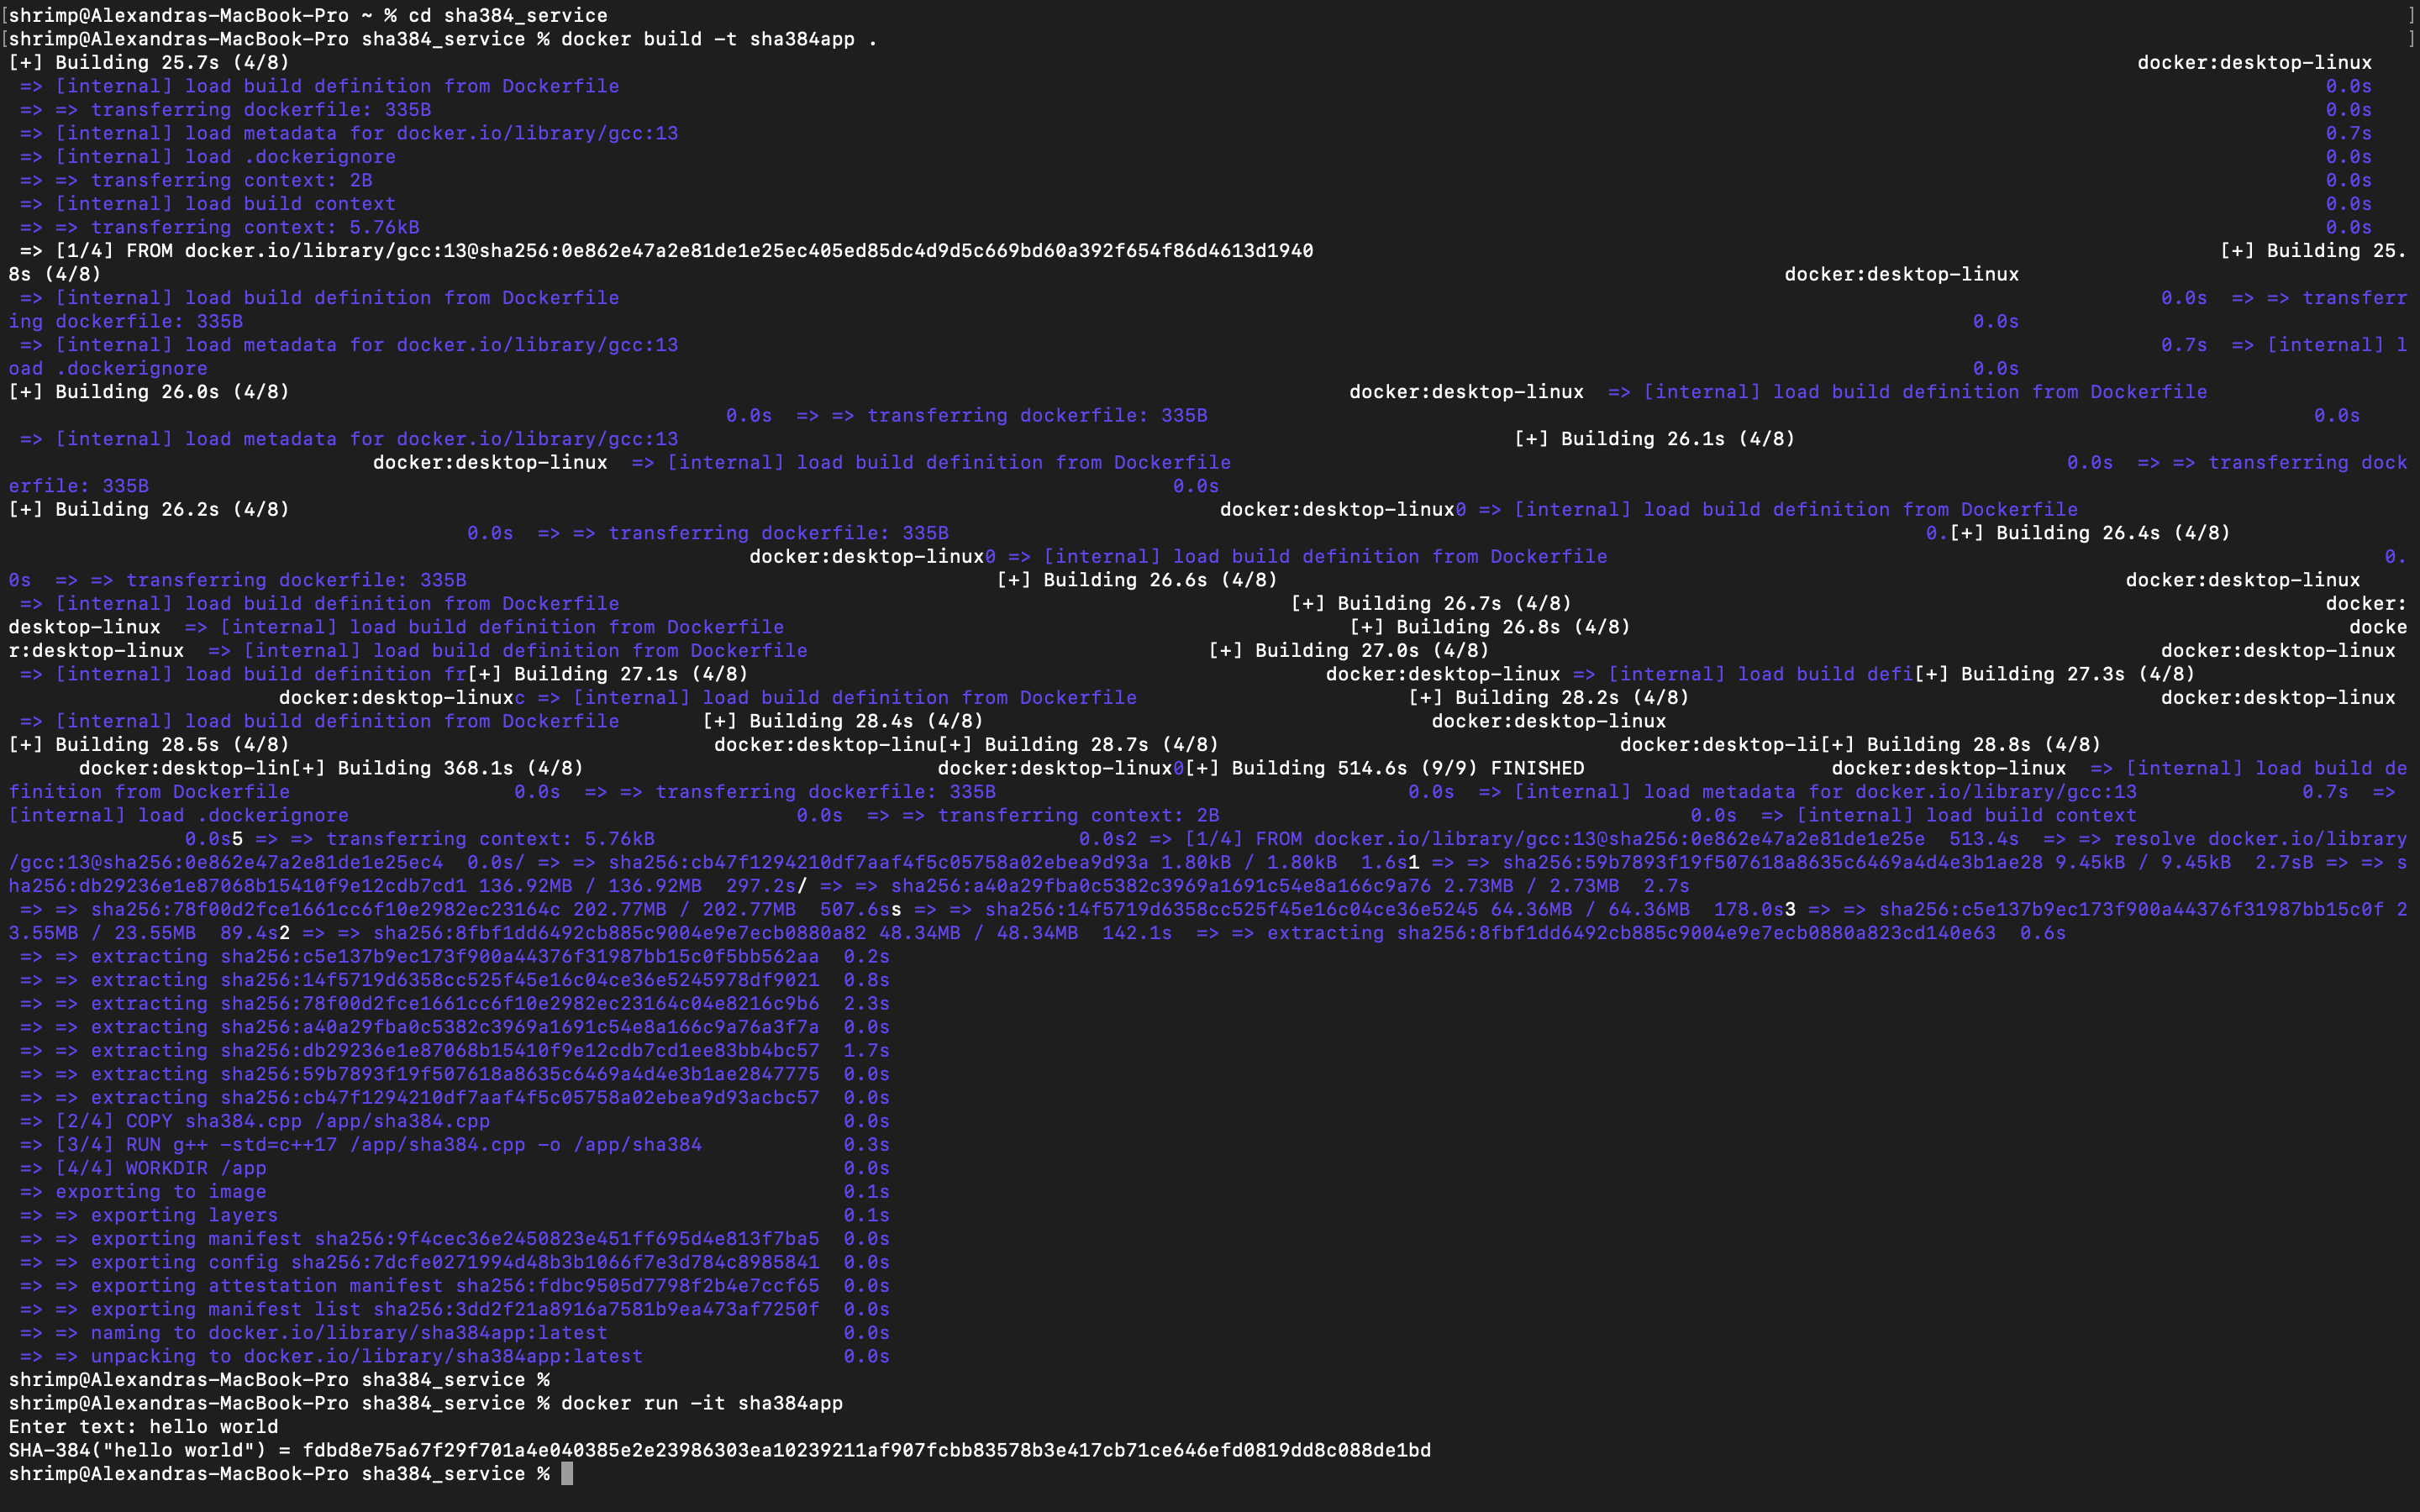 [shrimp@Alexandras-MacBook-Pro ~ % cd sha384_service ]
[shrimp@Alexandras-MacBook-Pro sha384_service % docker build -t sha384app . ]
[+] Building 25.7s (4/8) docker:desktop-linux
=> [internal] load build definition from Dockerfile 0.0s
=> => transferring dockerfile: 335B 0.0s
=> [internal] load metadata for docker.io/library/gcc:13 0.7s
=> [internal] load .dockerignore 0.0s
=> => transferring context: 2B 0.0s
=> [internal] load build context 0.0s
=> => transferring context: 5.76kB 0.0s
=> [1/4] FROM docker.io/library/gcc:13@sha256:0e862e47a2e81de1e25ec405ed85dc4d9d5c669bd60a392f654f86d4613d1940 [+] Building 25.
8s (4/8) docker:desktop-linux
=> [internal] load build definition from Dockerfile 0.0s => => transferr
ing dockerfile: 335B 0.0s
=> [internal] load metadata for docker.io/library/gcc:13 0.7s => [internal] l
oad .dockerignore 0.0s
[+] Building 26.0s (4/8) docker:desktop-linux => [internal] load build definition from Dockerfile
0.0s => => transferring dockerfile: 335B 0.0s
=> [internal] load metadata for docker.io/library/gcc:13 [+] Building 26.1s (4/8)
docker:desktop-linux => [internal] load build definition from Dockerfile 0.0s => => transferring dock
erfile: 335B 0.0s
[+] Building 26.2s (4/8) docker:desktop-linux0 => [internal] load build definition from Dockerfile
0.0s => => transferring dockerfile: 335B 0.[+] Building 26.4s (4/8)
docker:desktop-linux0 => [internal] load build definition from Dockerfile 0.
0s => => transferring dockerfile: 335B [+] Building 26.6s (4/8) docker:desktop-linux
=> [internal] load build definition from Dockerfile [+] Building 26.7s (4/8) docker:
desktop-linux => [internal] load build definition from Dockerfile [+] Building 26.8s (4/8) docke
r:desktop-linux => [internal] load build definition from Dockerfile [+] Building 27.0s (4/8) docker:desktop-linux
=> [internal] load build definition fr[+] Building 27.1s (4/8) docker:desktop-linux => [internal] load build defi[+] Building 27.3s (4/8)
docker:desktop-linuxc => [internal] load build definition from Dockerfile [+] Building 28.2s (4/8) docker:desktop-linux
=> [internal] load build definition from Dockerfile [+] Building 28.4s (4/8) docker:desktop-linux
[+] Building 28.5s (4/8) docker:desktop-linu[+] Building 28.7s (4/8) docker:desktop-li[+] Building 28.8s (4/8)
docker:desktop-lin[+] Building 368.1s (4/8) docker:desktop-linux0[+] Building 514.6s (9/9) FINISHED docker:desktop-linux => [internal] load build de
finition from Dockerfile 0.0s => => transferring dockerfile: 335B 0.0s => [internal] load metadata for docker.io/library/gcc:13 0.7s =>
[internal] load .dockerignore 0.0s => => transferring context: 2B 0.0s => [internal] load build context
0.0s5 => => transferring context: 5.76kB 0.0s2 => [1/4] FROM docker.io/library/gcc:13@sha256:0e862e47a2e81de1e25e 513.4s => => resolve docker.io/library
/gcc:13@sha256:0e862e47a2e81de1e25ec4 0.0s/ => => sha256:cb47f1294210df7aaf4f5c05758a02ebea9d93a 1.80kB / 1.80kB 1.6s1 => => sha256:59b7893f19f507618a8635c6469a4d4e3b1ae28 9.45kB / 9.45kB 2.7sB => => s
ha256:db29236e1e87068b15410f9e12cdb7cd1 136.92MB / 136.92MB 297.2s/ => => sha256:a40a29fba0c5382c3969a1691c54e8a166c9a76 2.73MB / 2.73MB 2.7s
=> => sha256:78f00d2fce1661cc6f10e2982ec23164c 202.77MB / 202.77MB 507.6ss => => sha256:14f5719d6358cc525f45e16c04ce36e5245 64.36MB / 64.36MB 178.0s3 => => sha256:c5e137b9ec173f900a44376f31987bb15c0f 2
3.55MB / 23.55MB 89.4s2 => => sha256:8fbf1dd6492cb885c9004e9e7ecb0880a82 48.34MB / 48.34MB 142.1s => => extracting sha256:8fbf1dd6492cb885c9004e9e7ecb0880a823cd140e63 0.6s
=> => extracting sha256:c5e137b9ec173f900a44376f31987bb15c0f5bb562aa 0.2s
=> => extracting sha256:14f5719d6358cc525f45e16c04ce36e5245978df9021 0.8s
=> => extracting sha256:78f00d2fce1661cc6f10e2982ec23164c04e8216c9b6 2.3s
=> => extracting sha256:a40a29fba0c5382c3969a1691c54e8a166c9a76a3f7a 0.0s
=> => extracting sha256:db29236e1e87068b15410f9e12cdb7cd1ee83bb4bc57 1.7s
=> => extracting sha256:59b7893f19f507618a8635c6469a4d4e3b1ae2847775 0.0s
=> => extracting sha256:cb47f1294210df7aaf4f5c05758a02ebea9d93acbc57 0.0s
=> [2/4] COPY sha384.cpp /app/sha384.cpp 0.0s
=> [3/4] RUN g++ -std=c++17 /app/sha384.cpp -o /app/sha384 0.3s
=> [4/4] WORKDIR /app 0.0s
=> exporting to image 0.1s
=> => exporting layers 0.1s
=> => exporting manifest sha256:9f4cec36e2450823e451ff695d4e813f7ba5 0.0s
=> => exporting config sha256:7dcfe0271994d48b3b1066f7e3d784c8985841 0.0s
=> => exporting attestation manifest sha256:fdbc9505d7798f2b4e7ccf65 0.0s
=> => exporting manifest list sha256:3dd2f21a8916a7581b9ea473af7250f 0.0s
=> => naming to docker.io/library/sha384app:latest 0.0s
=> => unpacking to docker.io/library/sha384app:latest 0.0s
shrimp@Alexandras-MacBook-Pro sha384_service %
shrimp@Alexandras-MacBook-Pro sha384_service % docker run -it sha384app
Enter text: hello world
SHA-384("hello world") = fdbd8e75a67f29f701a4e040385e2e23986303ea10239211af907fcbb83578b3e417cb71ce646efd0819dd8c088de1bd
shrimp@Alexandras-MacBook-Pro sha384_service %